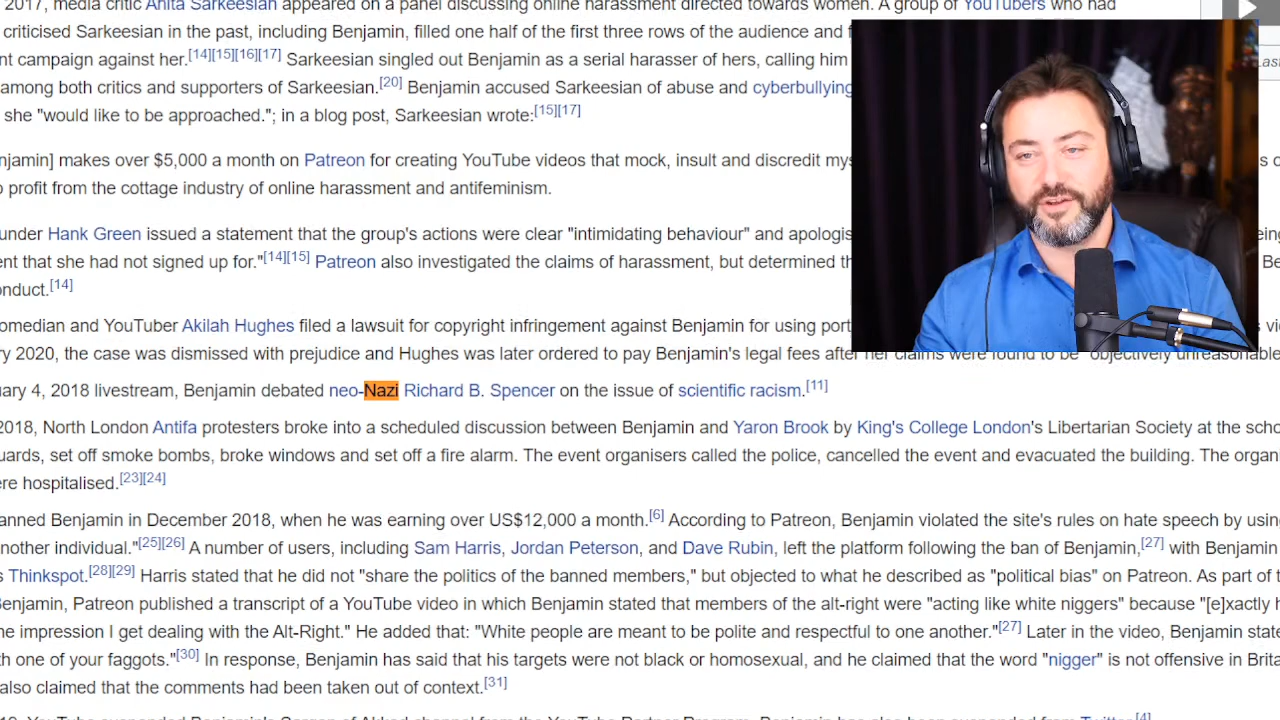 2017, media critic Anita Sarkeesian appeared on a panel discussing online harassment directed towards women. A group of YouTubers who had
criticised Sarkeesian in the past, including Benjamin, filled one half of the first three rows of the audience and
nt campaign against her.[14][15][16][17] Sarkeesian singled out Benjamin as a serial harasser of hers, calling him
among both critics and supporters of Sarkeesian.[20] Benjamin accused Sarkeesian of abuse and cyberbullying
she "would like to be approached."; in a blog post, Sarkeesian wrote:[15][17]
njamin] makes over $5,000 a month on Patreon for creating YouTube videos that mock, insult and discredit
o profit from the cottage industry of online harassment and antifeminism.
under Hank Green issued a statement that the group's actions were clear "intimidating behaviour" and
ent that she had not signed up for."[14][15] Patreon also investigated the claims of harassment, but determined
onduct.[14]
omedian and YouTuber Akilah Hughes filed a lawsuit for copyright infringement against Benjamin for using
ry 2020, the case was dismissed with prejudice and Hughes was later ordered to pay Benjamin's legal fees after her claims were found to be "objectively unreasonable
uary 4, 2018 livestream, Benjamin debated neo-Nazi Richard B. Spencer on the issue of scientific racism.[11]
2018, North London Antifa protesters broke into a scheduled discussion between Benjamin and Yaron Brook by King's College London's Libertarian Society at the
uards, set off smoke bombs, broke windows and set off a fire alarm. The event organisers called the police, cancelled the event and evacuated the building. The
ere hospitalised.[23][24]
anned Benjamin in December 2018, when he was earning over US$12,000 a month.[6] According to Patreon, Benjamin violated the site's rules on hate speech by
nother individual."[25][26] A number of users, including Sam Harris, Jordan Peterson, and Dave Rubin, left the platform following the ban of Benjamin,[27] with Benjamin
s Thinkspot.[28][29] Harris stated that he did not "share the politics of the banned members," but objected to what he described as "political bias" on Patreon. As part of
Benjamin, Patreon published a transcript of a YouTube video in which Benjamin stated that members of the alt-right were "acting like white niggers" because "[e]xactly
he impression I get dealing with the Alt-Right." He added that: "White people are meant to be polite and respectful to one another."[27] Later in the video, Benjamin
th one of your faggots."[30] In response, Benjamin has said that his targets were not black or homosexual, and he claimed that the word "nigger" is not offensive in
also claimed that the comments had been taken out of context.[31]